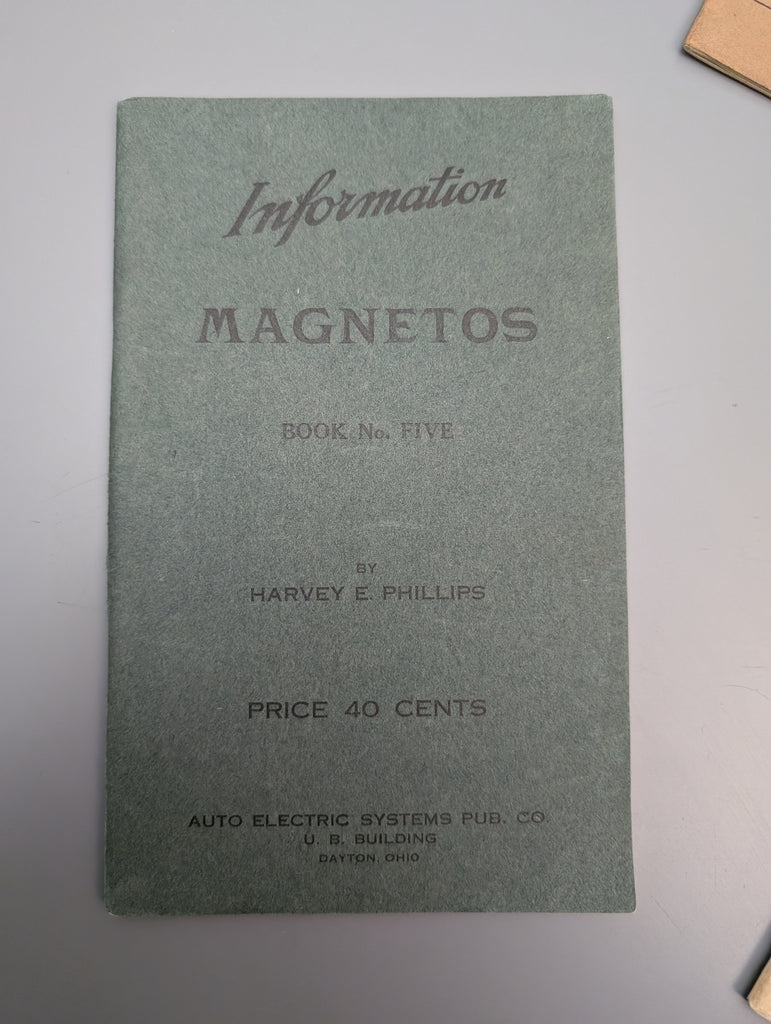 Information
MAGNETOS
BOOK No. FIVE
BY
HARVEY E. PHILLIPS
PRICE 40 CENTS
AUTO ELECTRIC SYSTEMS PUB. CO.
U. B. BUILDING
DAYTON, OHIO